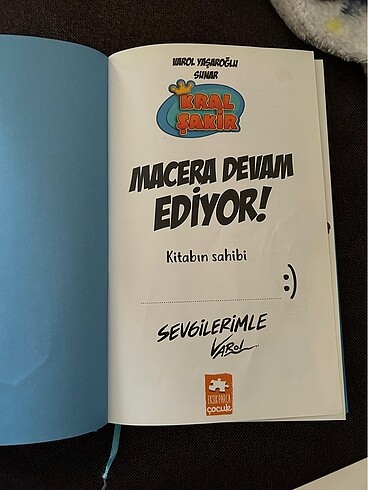 VAROL YAŞAROĞLU
SUNAR
KRAL
ŞAKİR
MACERA DEVAM
EDİYOR!
Kitabın sahibi
:)
SEVGİLERİMLE
VAROL
EKSİK PARÇA
çocuk